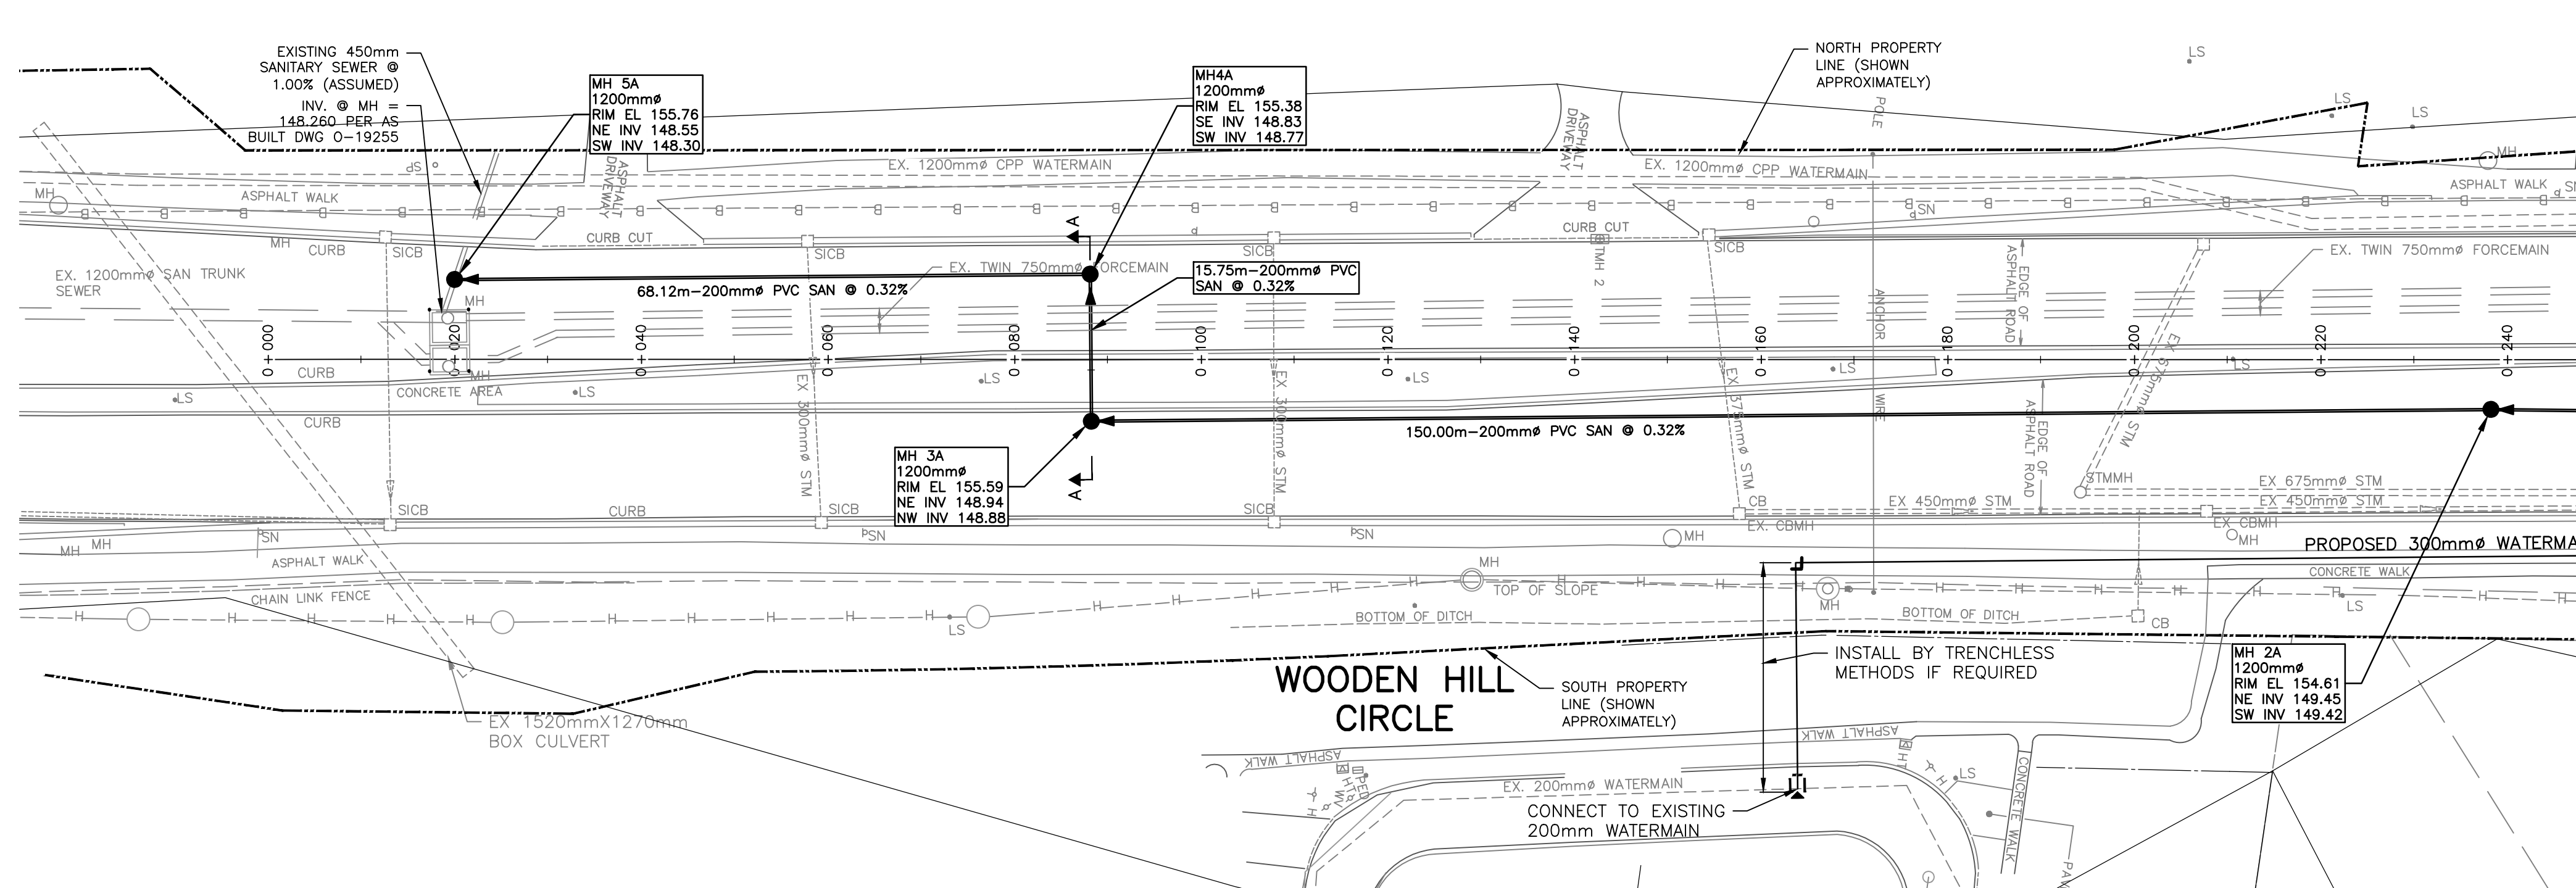 EXISTING 450mm
SANITARY SEWER @
1.00% (ASSUMED)
INV. @ MH =
148.260 PER AS
BUILT DWG O-19255
MH 5A
1200mmø
RIM EL 155.76
NE INV 148.55
SW INV 148.30
MH4A
1200mmø
RIM EL 155.38
SE INV 148.83
SW INV 148.77
NORTH PROPERTY
LINE (SHOWN
APPROXIMATELY)
LS
LS
LS
POLE
ASPHALT
DRIVEWAY
ASPHALT
DRIVEWAY
SP
EX. 1200mmø CPP WATERMAIN
EX. 1200mmø CPP WATERMAIN
MH
MH
ASPHALT WALK
ASPHALT WALK
B B B B B B B B B B B B B B B B B B B B B B B B B B B B B B B
SN
MH
CURB
SICB
CURB CUT
SICB
SICB
CURB CUT
TMH 2
SICB
A
EX. 1200mmø SAN TRUNK
SEWER
EX. TWIN 750mmø FORCEMAIN
EX. TWIN 750mmø FORCEMAIN
68.12m-200mmø PVC SAN @ 0.32%
15.75m-200mmø PVC
SAN @ 0.32%
MH
EDGE OF
ASPHALT ROAD
ANCHOR
WIRE
0 000
0 020
0 040
0 060
0 080
0 100
0 120
0 140
0 160
0 180
0 200
0 220
0 240
CURB
MH
CONCRETE AREA
LS
LS
LS
LS
LS
LS
CURB
EX 300mmø STM
EX 300mmø STM
EX 375mmø STM
EX 675mmø STM
EDGE OF
ASPHALT ROAD
150.00m-200mmø PVC SAN @ 0.32%
MH 3A
1200mmø
RIM EL 155.59
NE INV 148.94
NW INV 148.88
A
STMMH
EX 675mmø STM
EX 450mmø STM
EX 450mmø STM
CB
SICB
CURB
SICB
SICB
EX. CBMH
EX CBMH
SN
SN
SN
MH
MH
MH
MH
PROPOSED 300mmø WATERMA
ASPHALT WALK
CONCRETE WALK
MH
TOP OF SLOPE
MH
CHAIN LINK FENCE
H H H H H H H H H H H H H H H H H H H H H H H H H H H
LS
LS
BOTTOM OF DITCH
BOTTOM OF DITCH
CB
WOODEN HILL
CIRCLE
SOUTH PROPERTY
LINE (SHOWN
APPROXIMATELY)
INSTALL BY TRENCHLESS
METHODS IF REQUIRED
MH 2A
1200mmø
RIM EL 154.61
NE INV 149.45
SW INV 149.42
EX 1520mmX1270mm
BOX CULVERT
ASPHALT WALK
ASPHALT WALK
EX. 200mmø WATERMAIN
CONNECT TO EXISTING
200mm WATERMAIN
PED
HT
WV
H
HT
H
LS
CONCRETE WALK